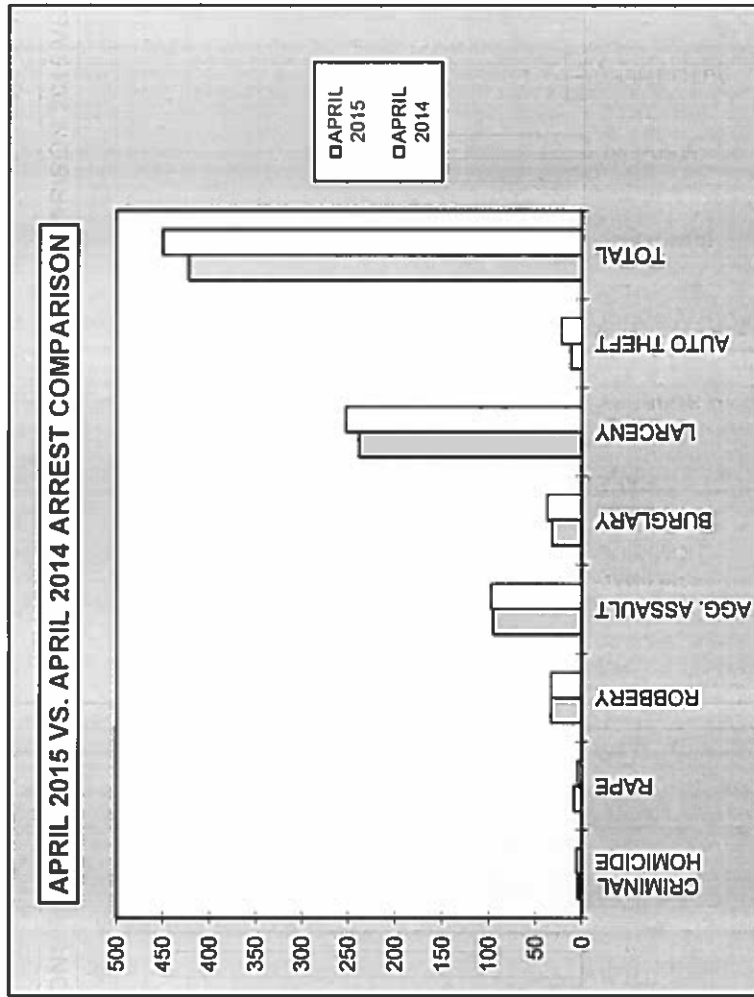 APRIL 2015 VS. APRIL 2014 ARREST COMPARISON
500
450
400
350
300
250
200
150
100
50
0
CRIMINAL
HOMICIDE
RAPE
ROBBERY
AGG. ASSAULT
BURGLARY
LARCENY
AUTO THEFT
TOTAL
APRIL
2015
APRIL
2014